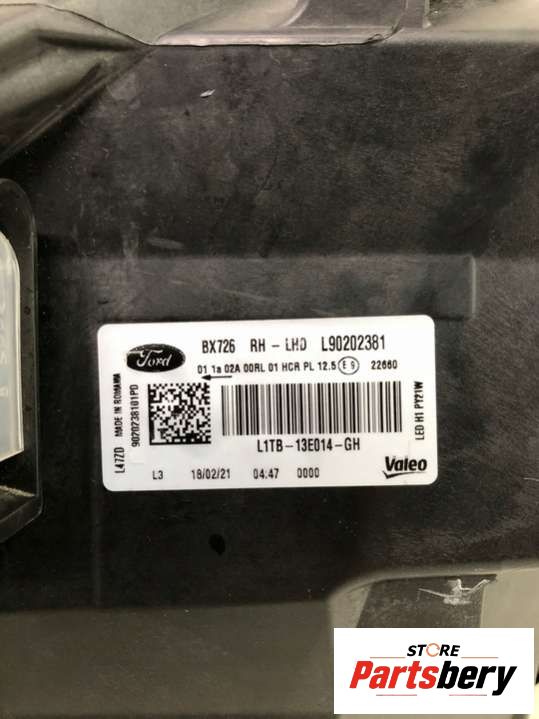 Ford
BX726 RH - LHD L90202381
01 1a 02A 00RL 01 HCR PL 12.5 E9 22660
L47ZD MADE IN ROMANIA
90202381B1PD
L1TB-13E014-GH
LED H1 PY21W
L3 18/02/21 04:47 0000
Valeo
STORE
Partsbery